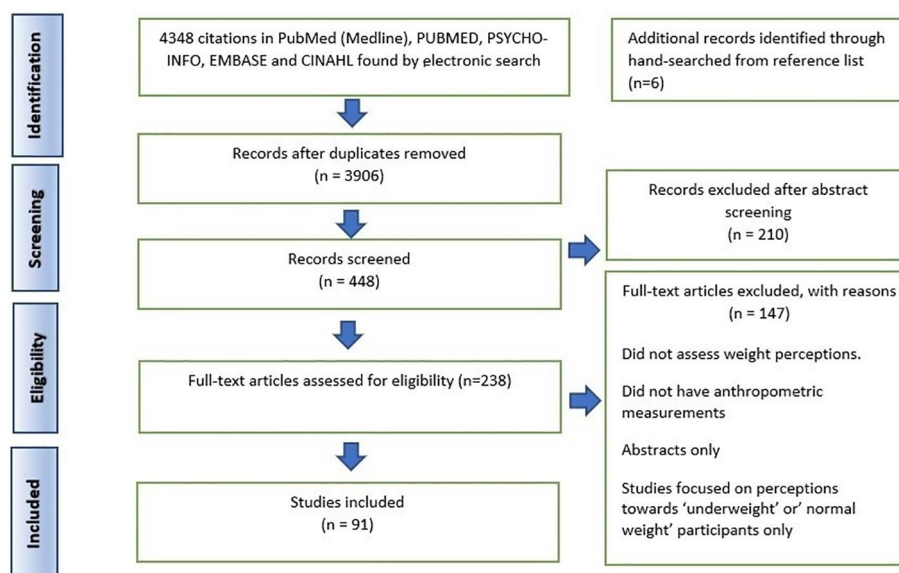 Identification
4348 citations in PubMed (Medline), PUBMED, PSYCHO-
INFO, EMBASE and CINAHL found by electronic search
Additional records identified through
hand-searched from reference list
(n=6)
Records after duplicates removed
(n = 3906)
Screening
Records excluded after abstract
screening
(n = 210)
Records screened
(n = 448)
Eligibility
Full-text articles assessed for eligibility (n=238)
Full-text articles excluded, with reasons
(n = 147)
Did not assess weight perceptions.
Did not have anthropometric
measurements
Abstracts only
Studies focused on perceptions
towards ‘underweight’ or’ normal
weight’ participants only
Included
Studies included
(n = 91)